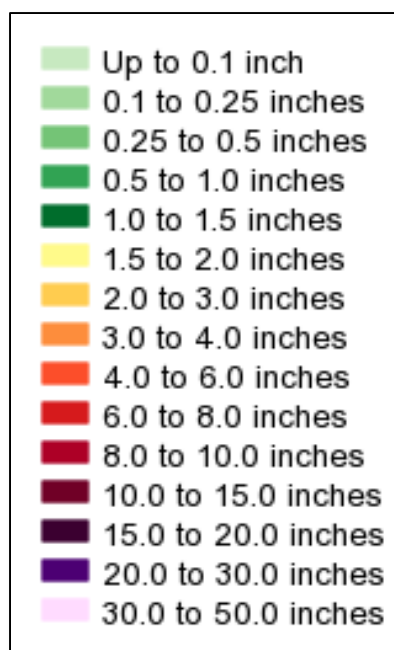 Up to 0.1 inch
0.1 to 0.25 inches
0.25 to 0.5 inches
0.5 to 1.0 inches
1.0 to 1.5 inches
1.5 to 2.0 inches
2.0 to 3.0 inches
3.0 to 4.0 inches
4.0 to 6.0 inches
6.0 to 8.0 inches
8.0 to 10.0 inches
10.0 to 15.0 inches
15.0 to 20.0 inches
20.0 to 30.0 inches
30.0 to 50.0 inches